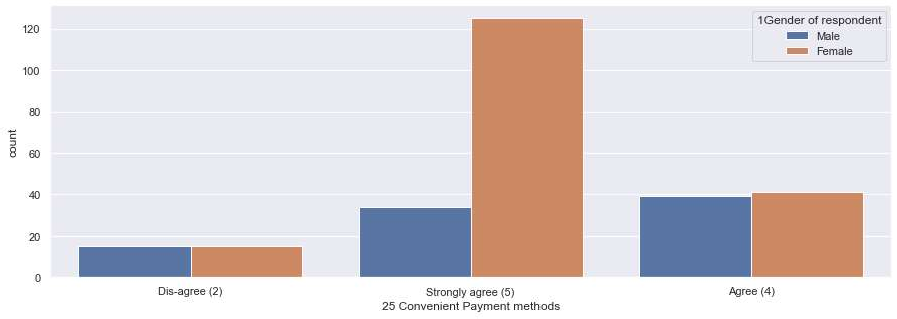 1Gender of respondent
Male
Female
count
120
100
80
60
40
20
0
Dis-agree (2)
Strongly agree (5)
Agree (4)
25 Convenient Payment methods